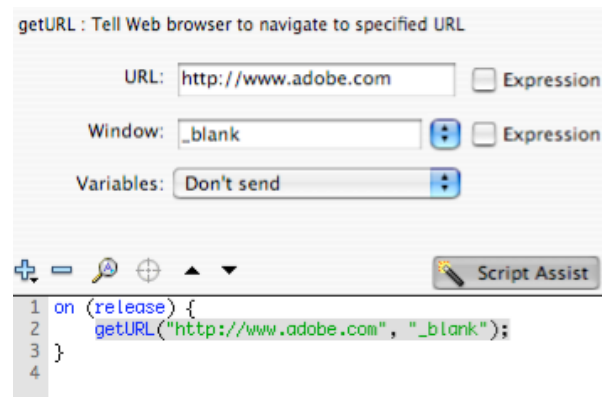 getURL : Tell Web browser to navigate to specified URL
URL: http://www.adobe.com Expression
Window: _blank Expression
Variables: Don't send
Script Assist
1 on (release) {
2 getURL("http://www.adobe.com", "_blank");
3 }
4